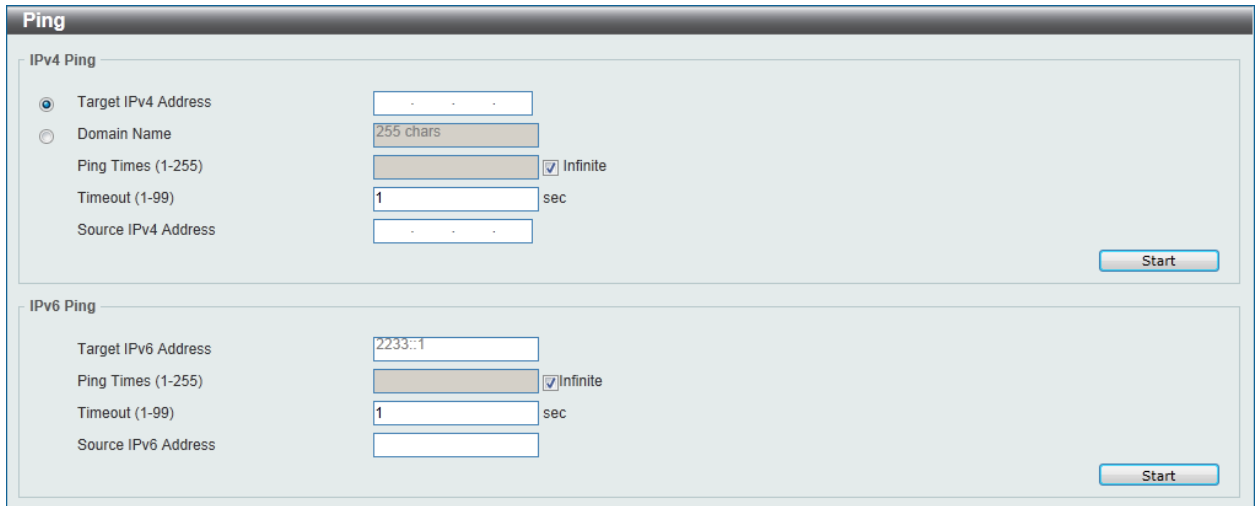 Ping
IPv4 Ping
Target IPv4 Address . . .
Domain Name 255 chars
Ping Times (1-255) Infinite
Timeout (1-99) 1 sec
Source IPv4 Address . . .
Start
IPv6 Ping
Target IPv6 Address 2233::1
Ping Times (1-255) Infinite
Timeout (1-99) 1 sec
Source IPv6 Address
Start